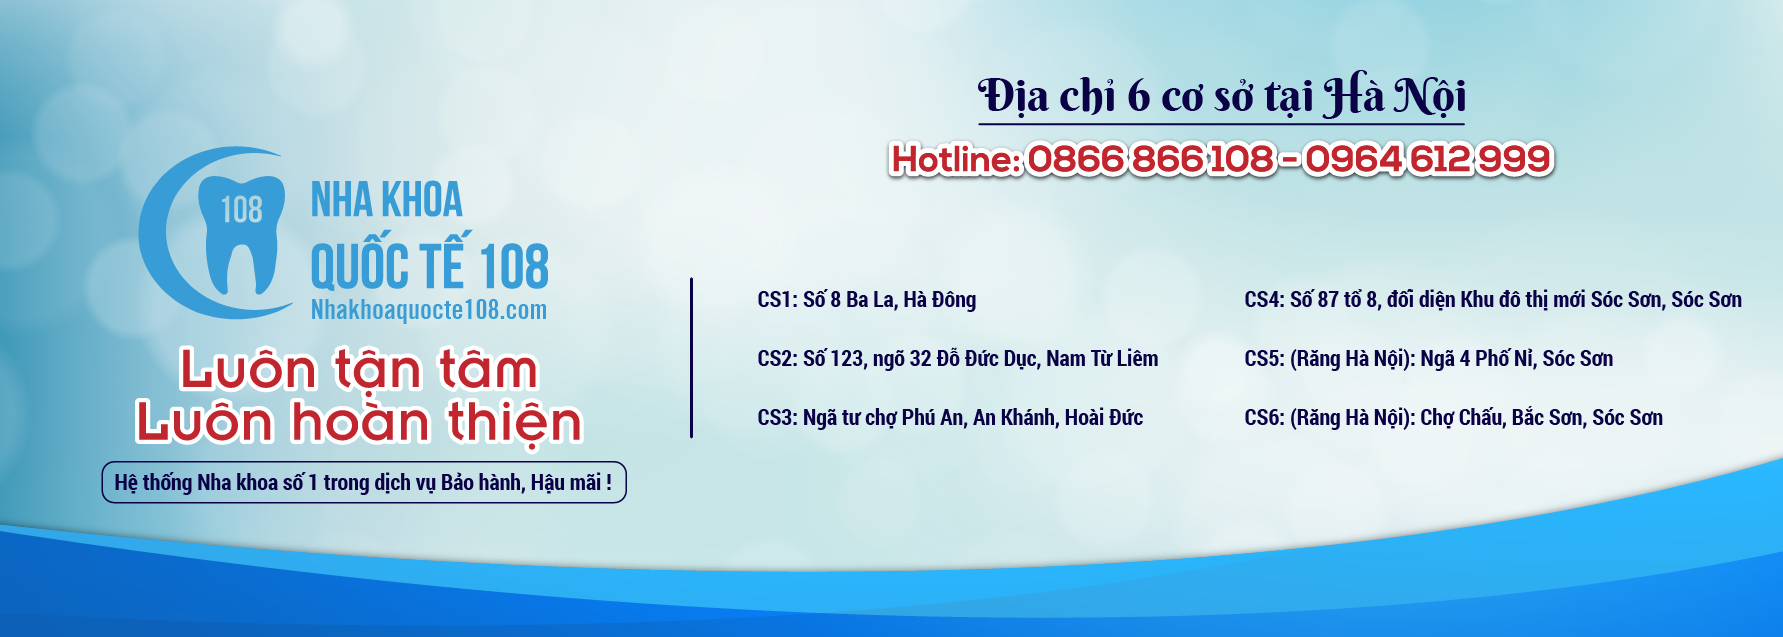 108
NHA KHOA
QUỐC TẾ 108
Nhakhoaquocte108.com
Luôn tận tâm
Luôn hoàn thiện
Hệ thống Nha khoa số 1 trong dịch vụ Bảo hành, Hậu mãi !
Địa chỉ 6 cơ sở tại Hà Nội
Hotline: 0866 866 108 - 0964 612 999
CS1: Số 8 Ba La, Hà Đông
CS2: Số 123, ngõ 32 Đỗ Đức Dục, Nam Từ Liêm
CS3: Ngã tư chợ Phú An, An Khánh, Hoài Đức
CS4: Số 87 tổ 8, đối diện Khu đô thị mới Sóc Sơn, Sóc Sơn
CS5: (Răng Hà Nội): Ngã 4 Phố Nỉ, Sóc Sơn
CS6: (Răng Hà Nội): Chợ Chấu, Bắc Sơn, Sóc Sơn